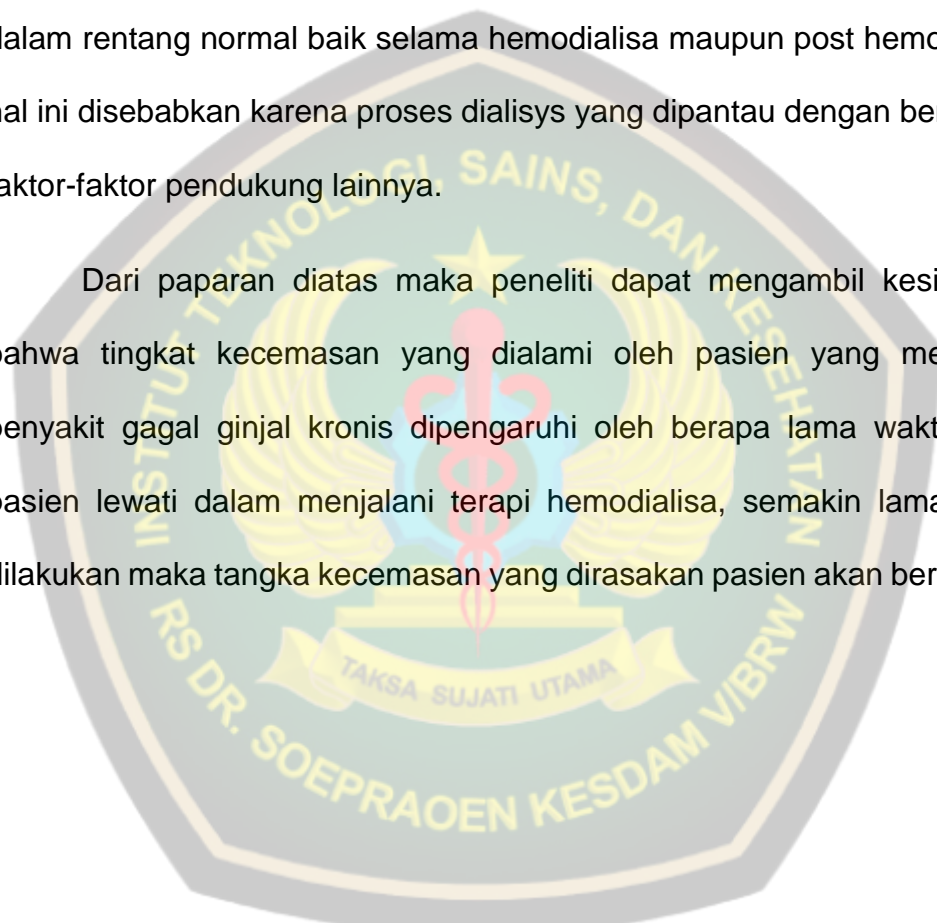 dalam rentang normal baik selama hemodialisa maupun post hemo
hal ini disebabkan karena proses dialisys yang dipantau dengan ber
faktor-faktor pendukung lainnya.
Dari paparan diatas maka peneliti dapat mengambil kesi
bahwa tingkat kecemasan yang dialami oleh pasien yang me
penyakit gagal ginjal kronis dipengaruhi oleh berapa lama wakt
pasien lewati dalam menjalani terapi hemodialisa, semakin lama
dilakukan maka tangka kecemasan yang dirasakan pasien akan ber
INSTITUT TEKNOLOGI, SAINS, DAN KESEHATAN
TAKSA SUJATI UTAMA
RS DR. SOEPRAOEN KESDAM V/BRW